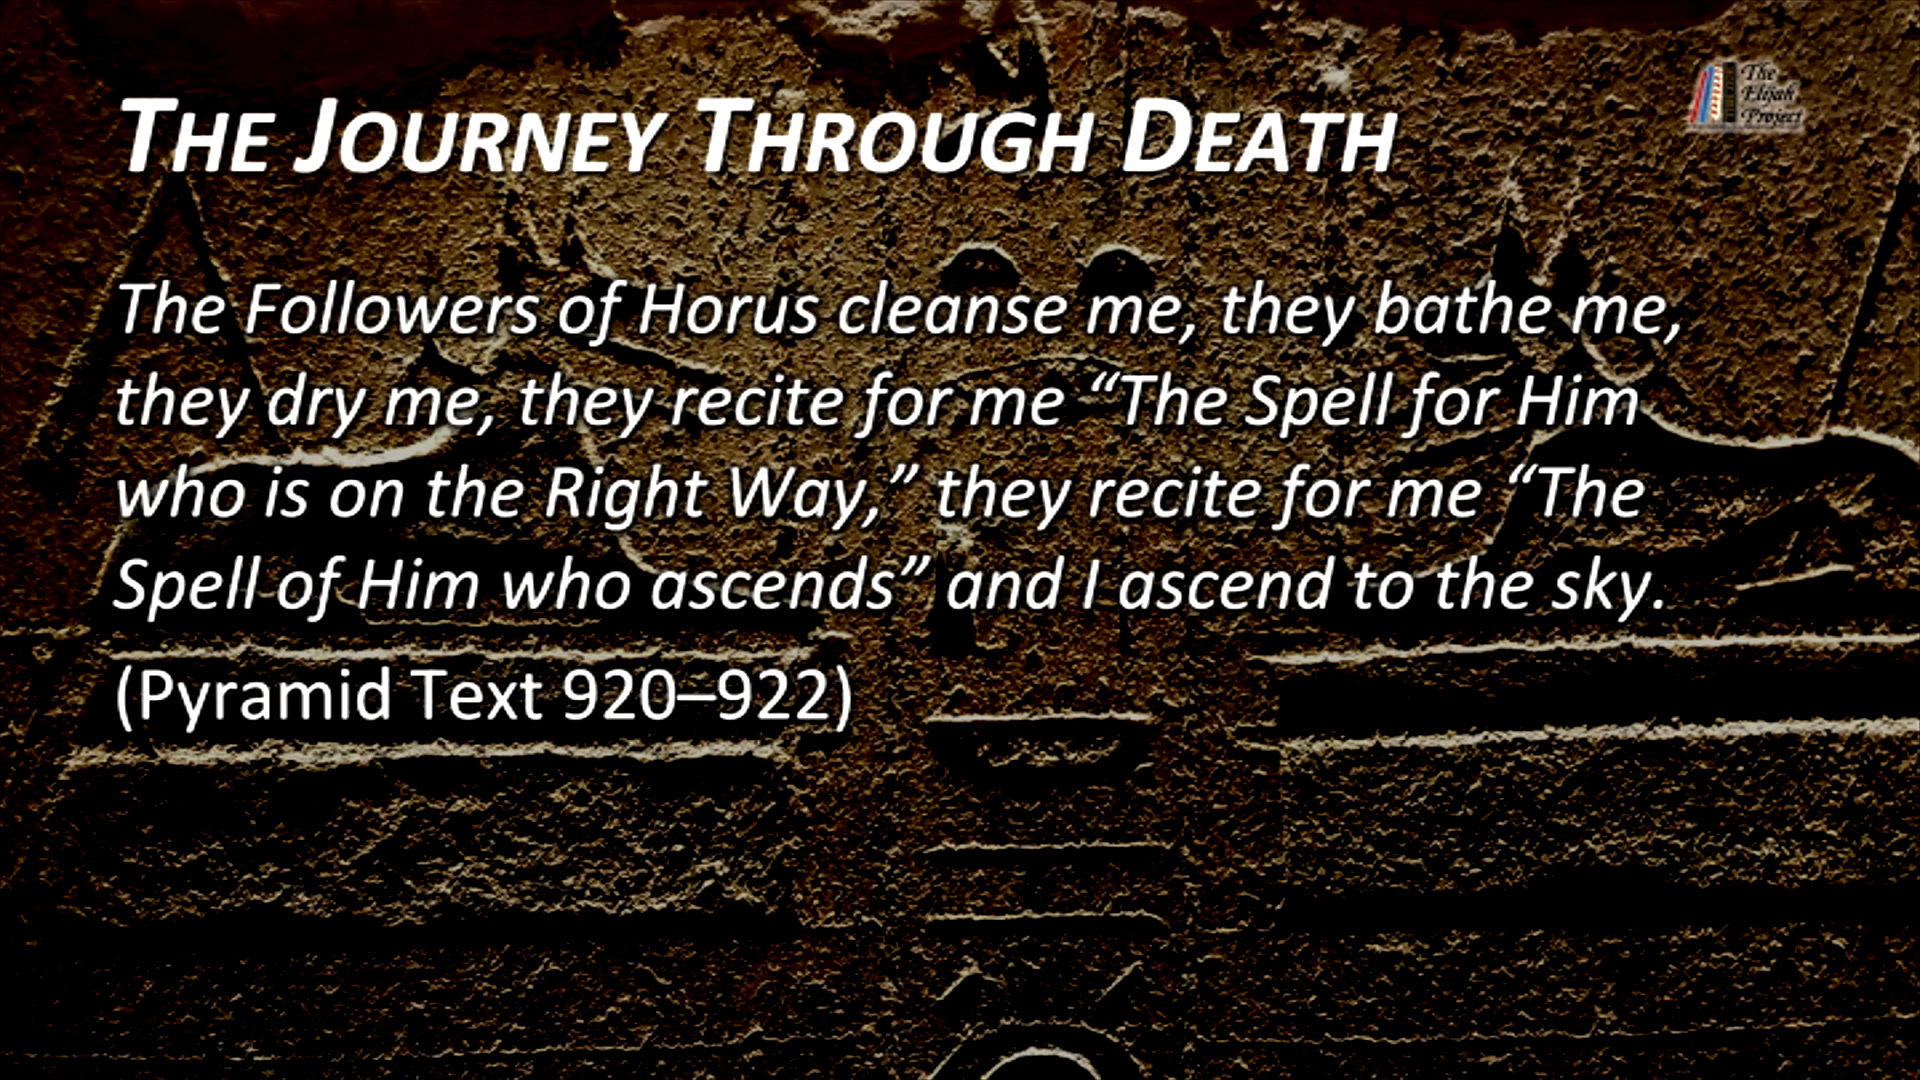 The
Elijah
Project
THE JOURNEY THROUGH DEATH
The Followers of Horus cleanse me, they bathe me,
they dry me, they recite for me “The Spell for Him
who is on the Right Way,” they recite for me “The
Spell of Him who ascends” and I ascend to the sky.
(Pyramid Text 920–922)